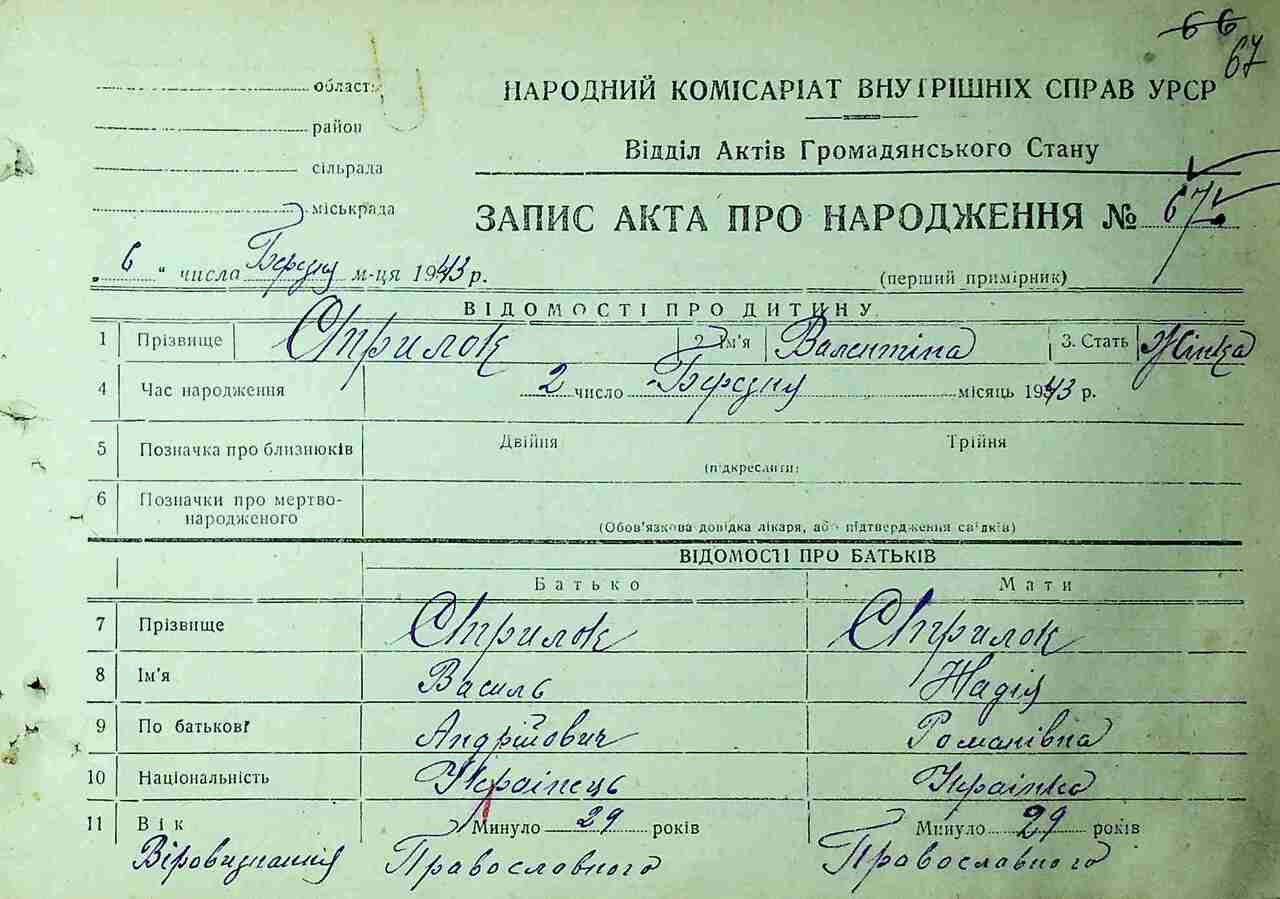 66
67
област
НАРОДНИЙ КОМІСАРІАТ ВНУТРІШНІХ СПРАВ УРСР
район
Відділ Актів Громадянського Стану
сільрада
міськрада
ЗАПИС АКТА ПРО НАРОДЖЕННЯ № 67
„6“ числа Березня м-ця 1943 р.
(перший примірник)
ВІДОМОСТІ ПРО ДИТИНУ
1 Прізвище Стрилок 2 Ім'я Валентіна 3. Стать Жінка
4 Час народження 2 число Березня місяць 1943 р.
5 Позначка про близнюків Двійня Трійня
(підкреслити)
6 Позначки про мертво-
народженого
(Обов'язкова довідка лікаря, або підтвердження свідків)
ВІДОМОСТІ ПРО БАТЬКІВ
Батько Мати
7 Прізвище Стрилок Стрилок
8 Ім'я Василь Надія
9 По батькові Андрійович Романівна
10 Національність Українець Українка
11 Вік Минуло 29 років Минуло 29 років
Віровизнання Православного Православного